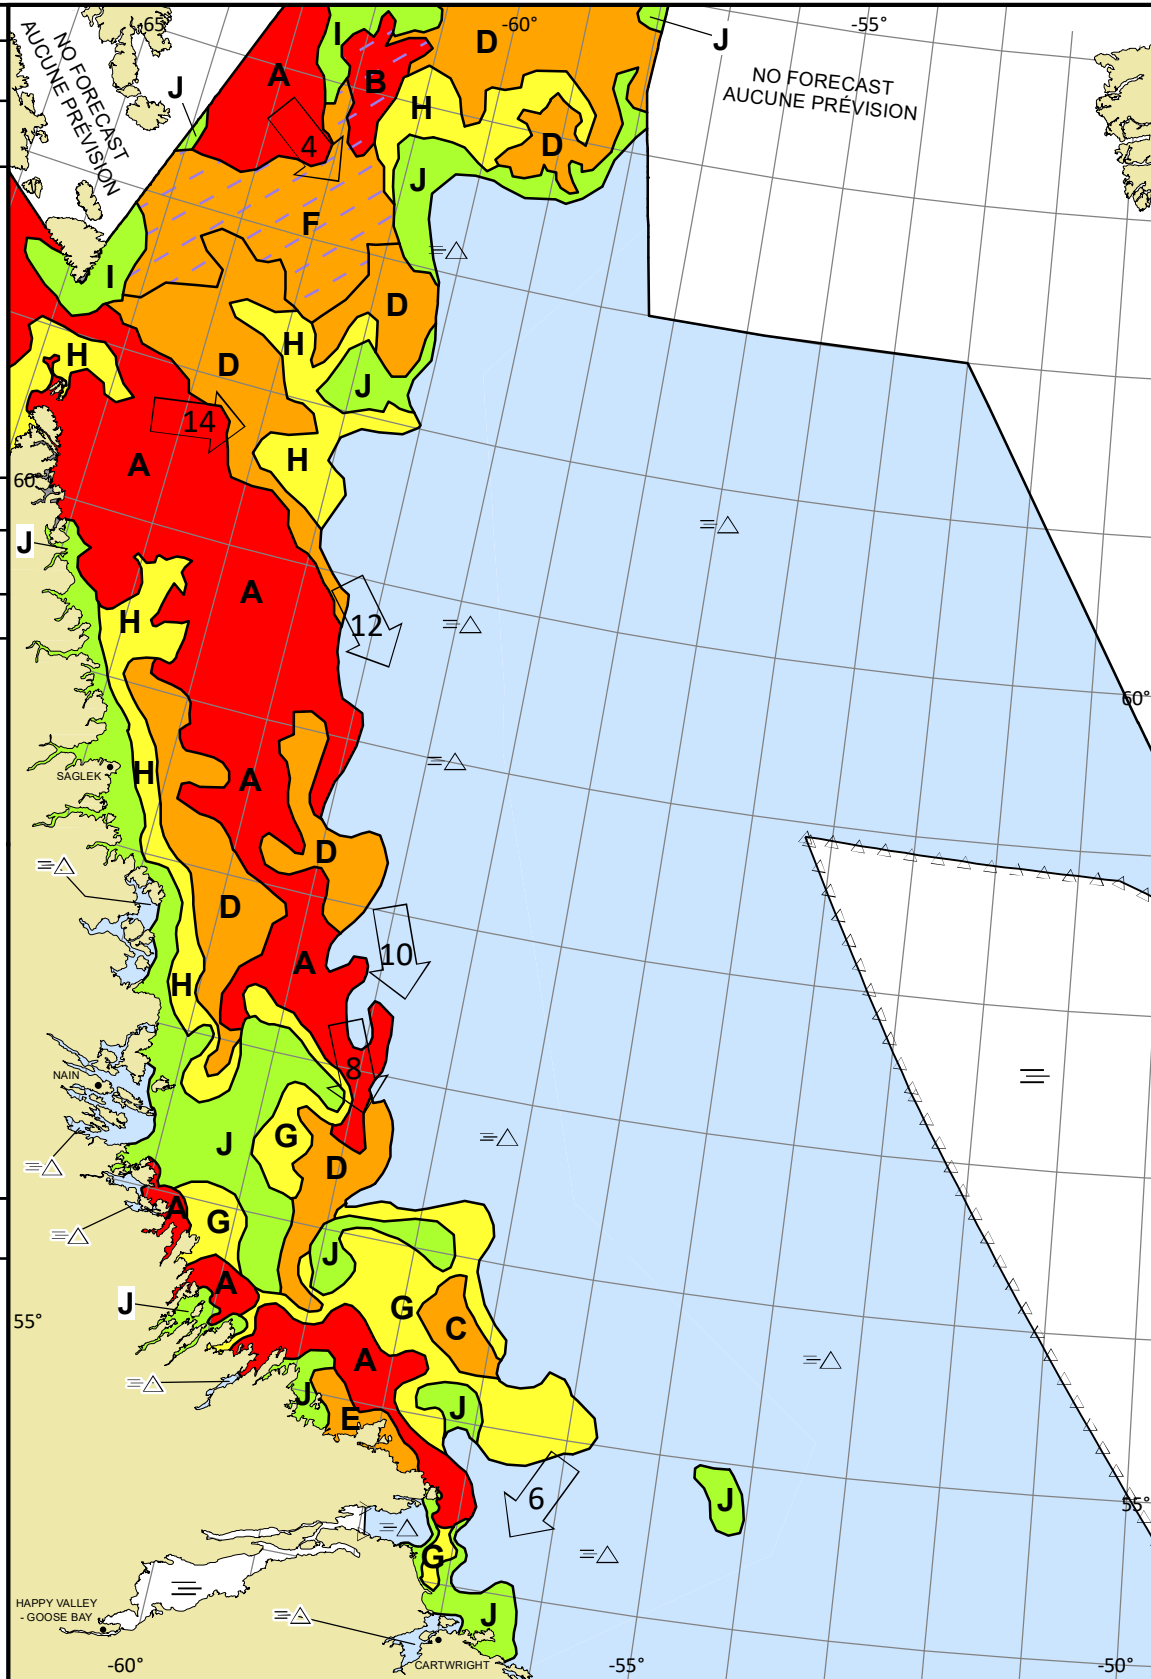 -65°
I
-60°
D
J
-55°
NO FORECAST
AUCUNE PRÉVISION
NO FORECAST
AUCUNE PRÉVISION
J
A
B
H
4
D
J
F
I
D
H
H
D
J
14
A
H
60°
J
A
H
12
60°
SAGLEK
H
A
D
D
10
A
H
8
NAIN
J
G
D
A
G
J
A
J
G
C
55°
A
J
J
E
6
J
55°
G
HAPPY VALLEY
- GOOSE BAY
J
CARTWRIGHT
-60°
-55°
-50°